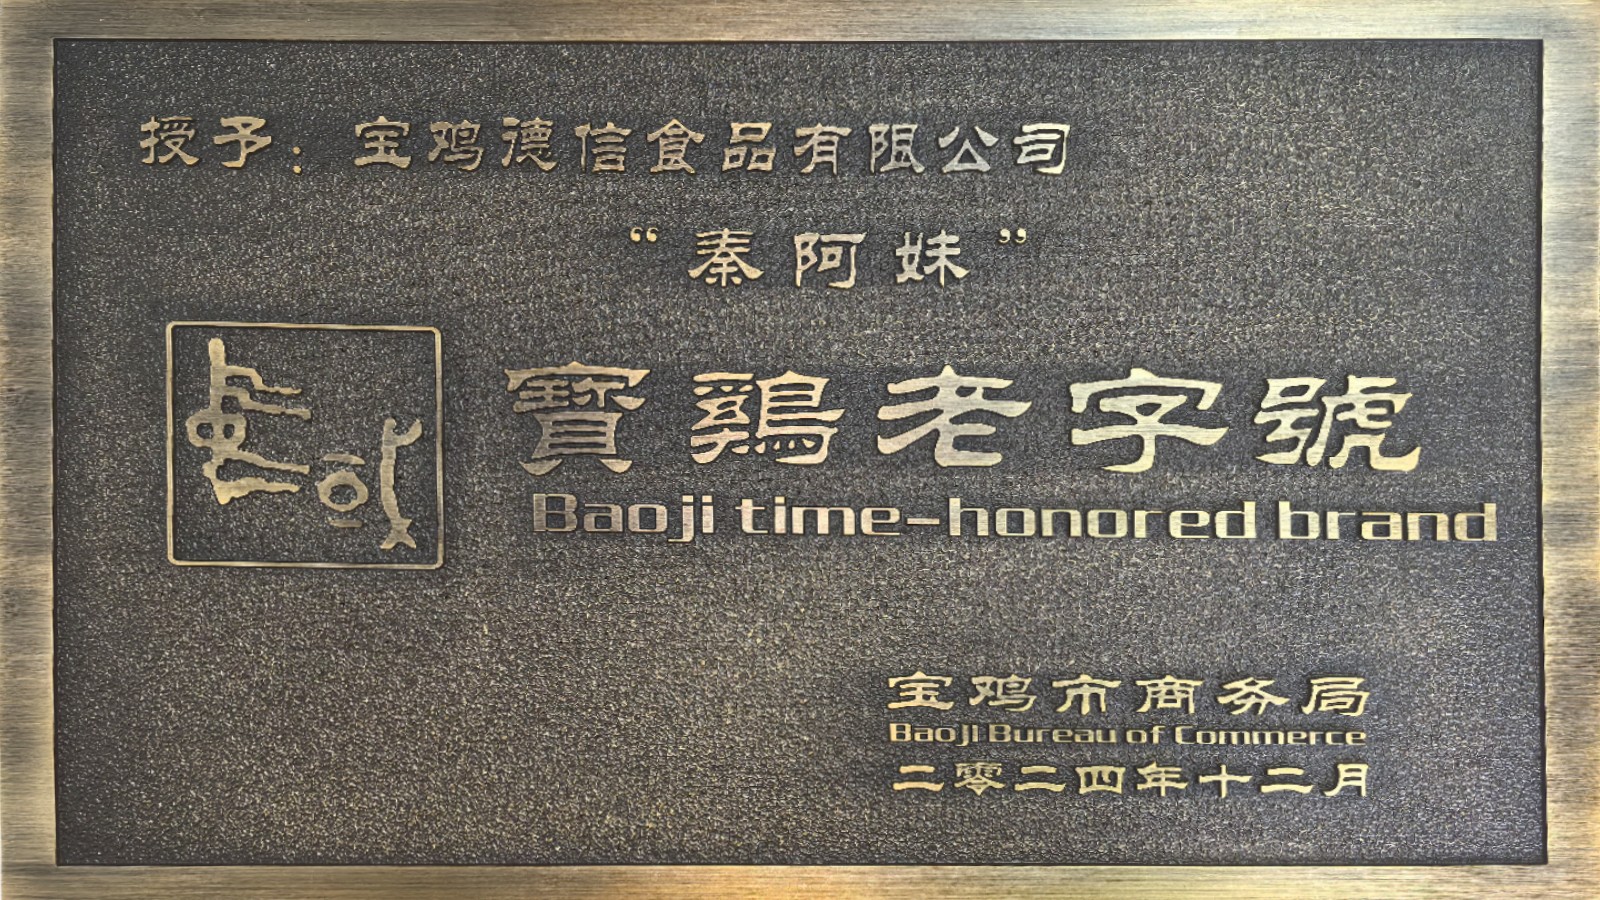 授予：宝鸡德信食品有限公司
“秦阿妹”
寶鷄老字號
Baoji time-honored brand
宝鸡市商务局
BaoJI Bureau of Commerce
二零二四年十二月